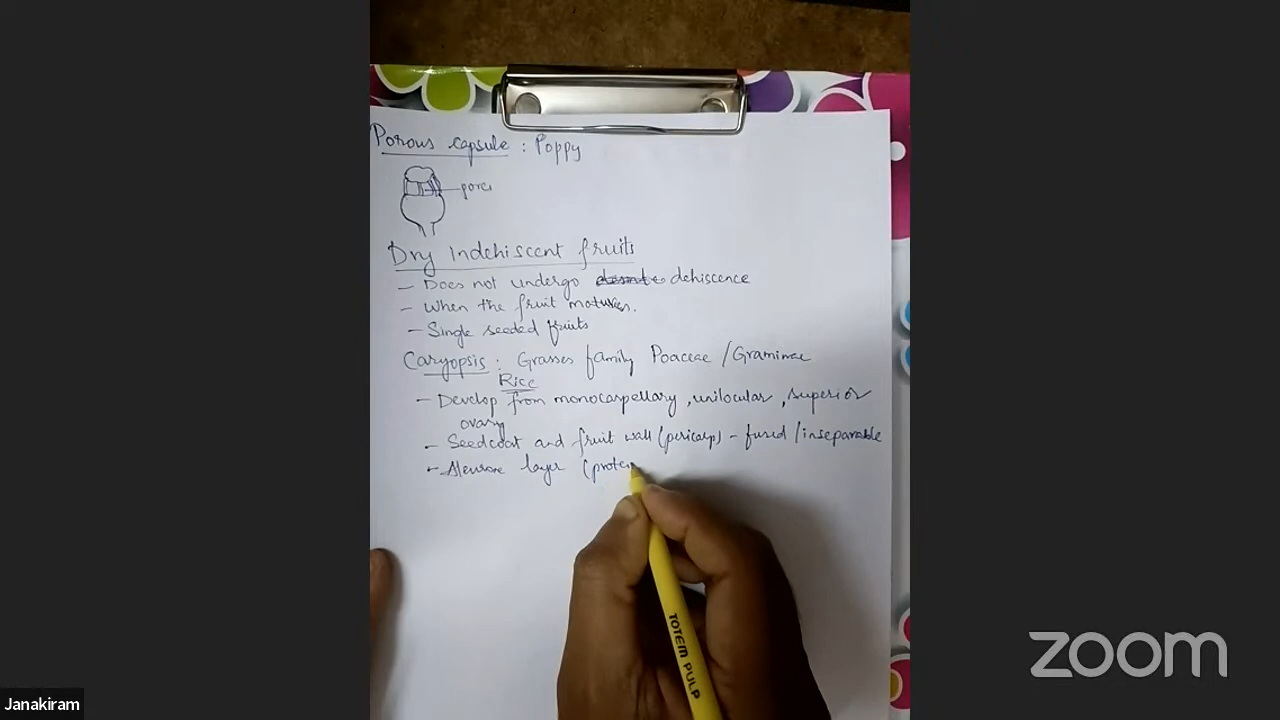 Porous capsule : Poppy
pores
Dry Indehiscent fruits
- Does not undergo dehiscence
- When the fruit matures.
- Single seeded fruits
Caryopsis : Grasses family Poaceae / Graminae
Rice
- Develop from monocarpellary, unilocular, superior
ovary
- Seedcoat and fruit wall (pericarp) - fused / inseparable
- Aleurone layer (protein
TOTEM PULP
zoom
Janakiram